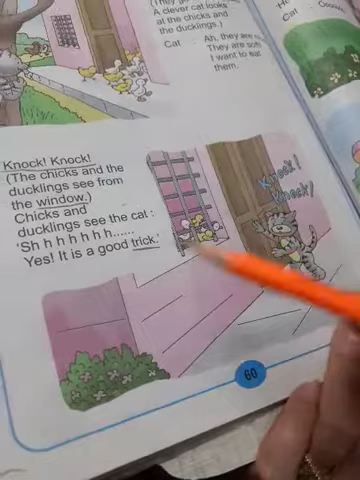 A clever cat looks
at the chicks and
the ducklings.)
Cat Ah, they are
They are soft
I want to eat
them.
Cat
Knock! Knock!
(The chicks and the
ducklings see from
the window.)
Chicks and
ducklings see the cat :
'Sh h h h h h h......
Yes! It is a good trick.'
Knock!
Knock!
60